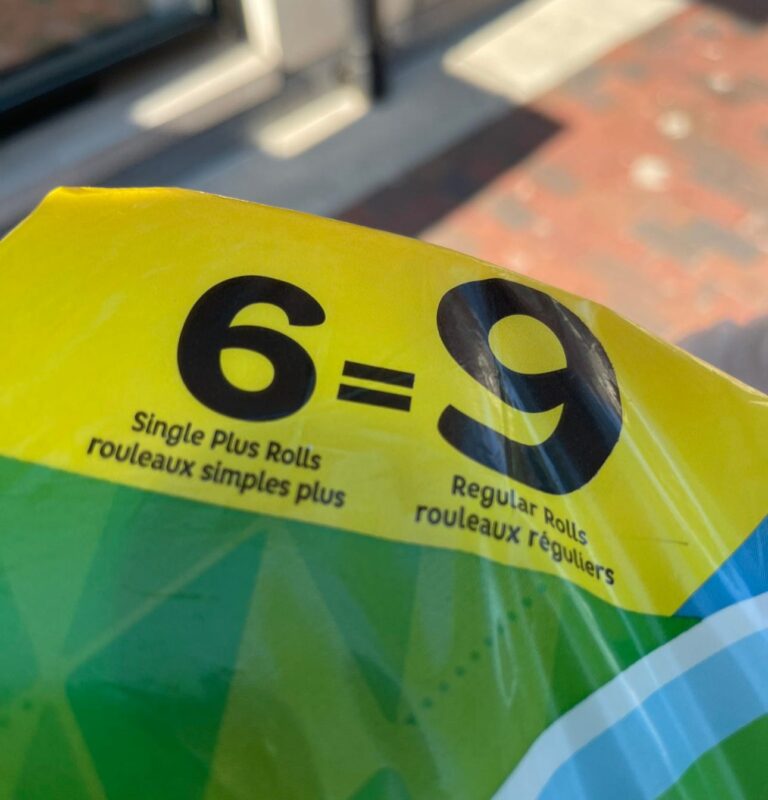 6 = 9
Single Plus Rolls
rouleaux simples plus
Regular Rolls
rouleaux réguliers